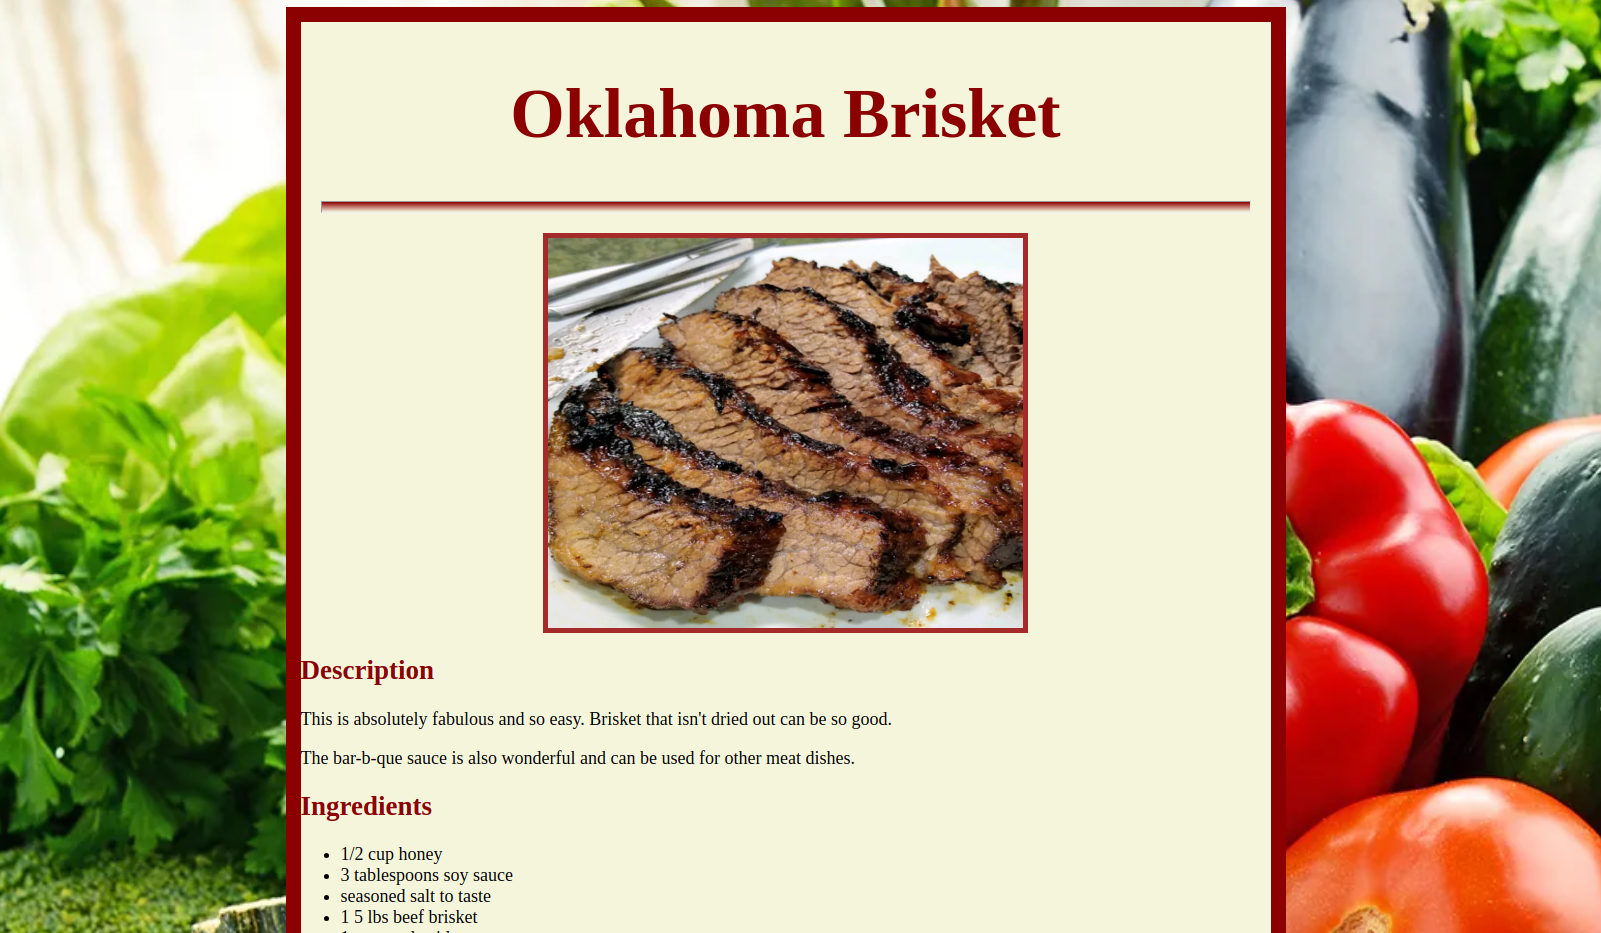 Oklahoma Brisket
Description
This is absolutely fabulous and so easy. Brisket that isn't dried out can be so good.
The bar-b-que sauce is also wonderful and can be used for other meat dishes.
Ingredients
1/2 cup honey
3 tablespoons soy sauce
seasoned salt to taste
1 5 lbs beef brisket